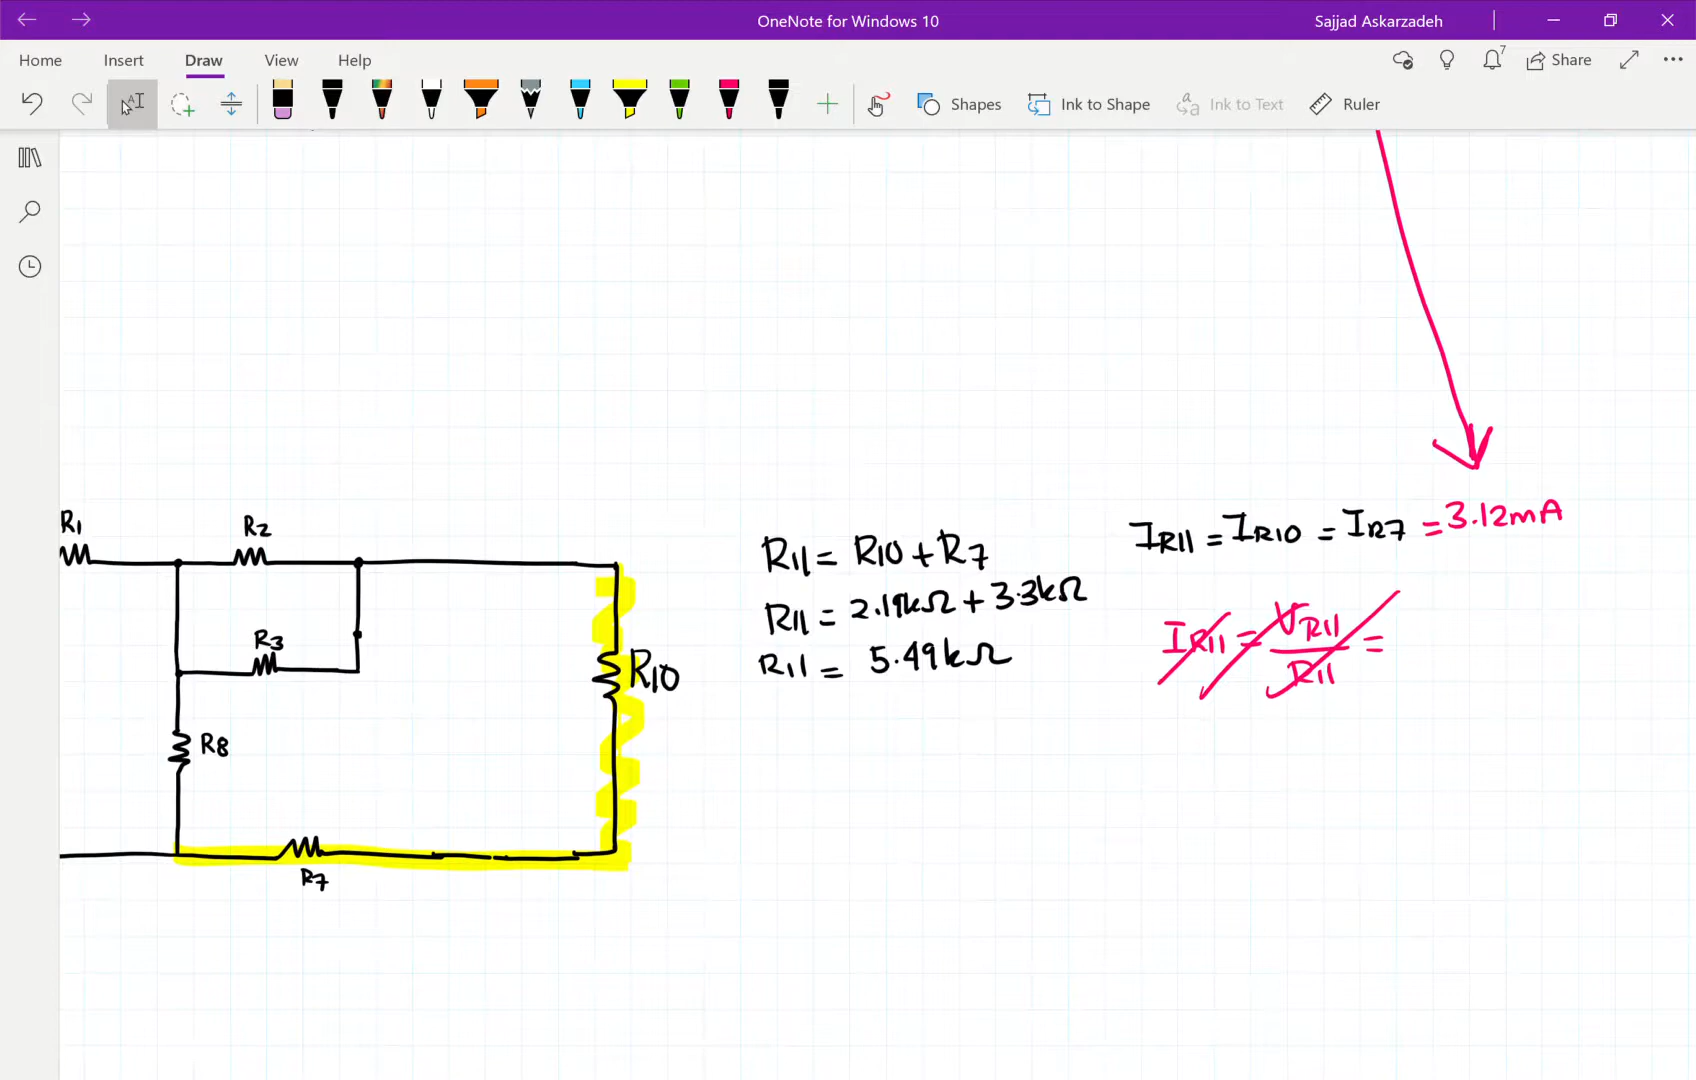 OneNote for Windows 10
Sajjad Askarzadeh
Home Insert Draw View Help
7
Share
Shapes
Ink to Shape
Ink to Text
Ruler
R1
R2
R3
R8
R7
R10
R11 = R10 + R7
R11 = 2.19kΩ + 3.3kΩ
R11 = 5.49kΩ
IR11 = IR10 = IR7 = 3.12mA
IR11 = VR11 / R11 =